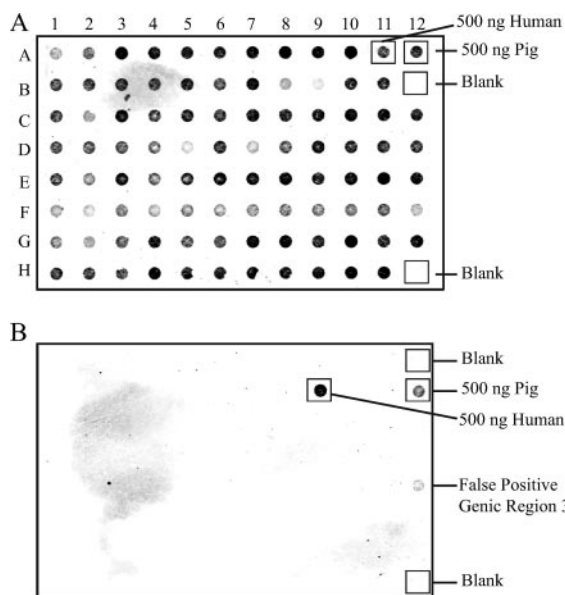 A
1 2 3 4 5 6 7 8 9 10 11 12
500 ng Human
A
500 ng Pig
B
Blank
C
D
E
F
G
H
Blank
B
Blank
500 ng Pig
500 ng Human
False Positive
Genic Region 3
Blank